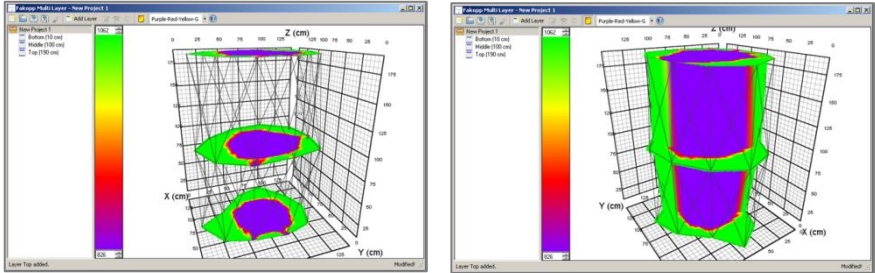 Fakopp Multi Layer - New Project 1
Add Layer
Purple-Red-Yellow-G
New Project 1
Bottom (10 cm)
Middle (100 cm)
Top (190 cm)
1062
826
Z (cm)
X (cm)
Y (cm)
Layer Top added.
Modified!
Fakopp Multi Layer - New Project 1
Add Layer
Purple-Red-Yellow-G
New Project 1
Bottom (10 cm)
Middle (100 cm)
Top (190 cm)
1062
826
Z (cm)
Y (cm)
X (cm)
Layer Top added.
Modified!